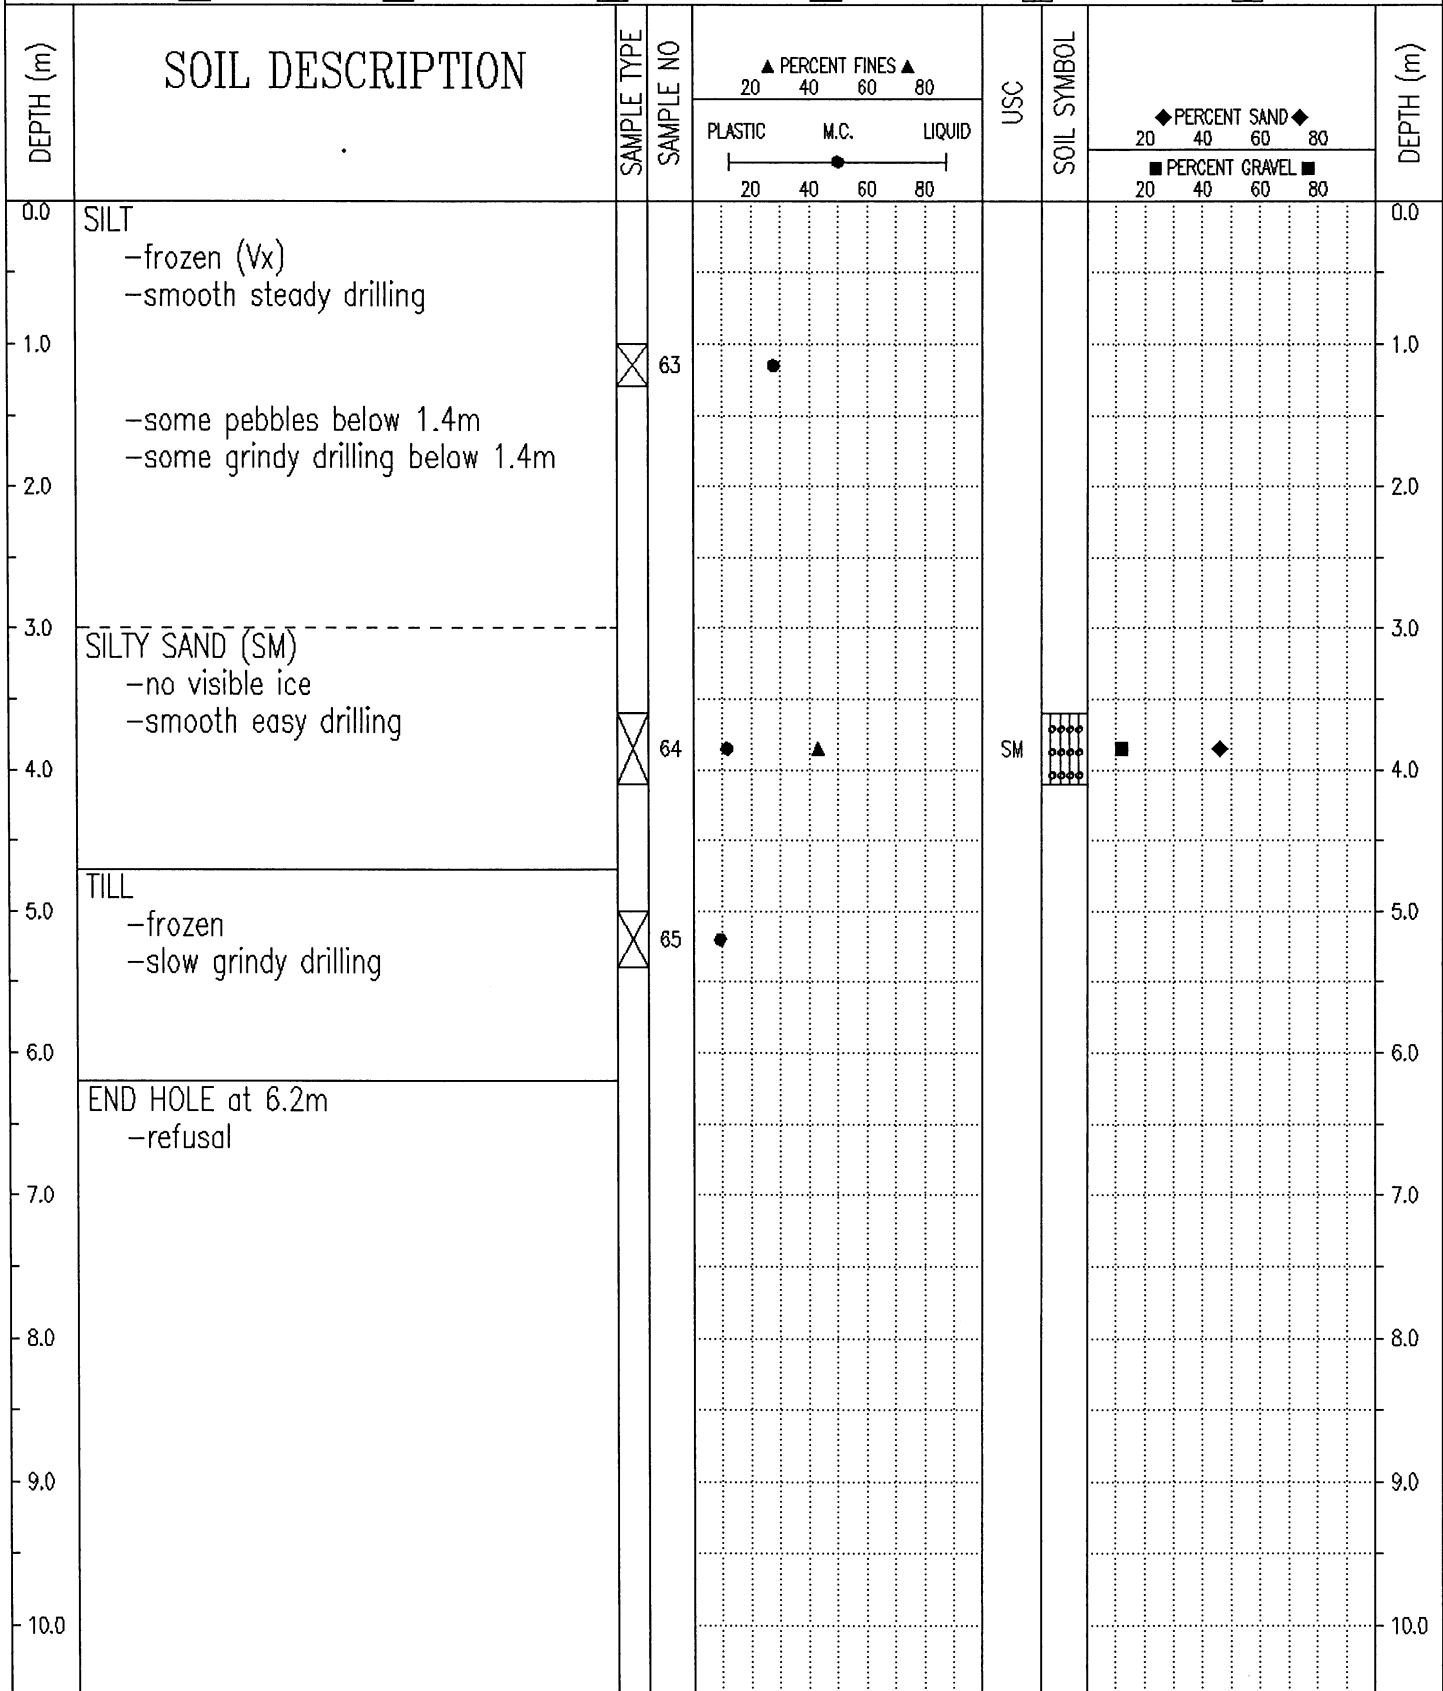 DEPTH (m)
SOIL DESCRIPTION
SAMPLE TYPE
SAMPLE NO
▲ PERCENT FINES ▲
20 40 60 80
PLASTIC M.C. LIQUID
20 40 60 80
USC
SOIL SYMBOL
◆PERCENT SAND◆
20 40 60 80
■ PERCENT GRAVEL ■
20 40 60 80
DEPTH (m)
0.0 SILT 0.0
-frozen (Vx)
-smooth steady drilling
1.0 1.0
63
-some pebbles below 1.4m
-some grindy drilling below 1.4m
2.0 2.0
3.0 3.0
SILTY SAND (SM)
-no visible ice
-smooth easy drilling
64 SM
4.0 4.0
TILL
5.0 5.0
-frozen
65
-slow grindy drilling
6.0 6.0
END HOLE at 6.2m
-refusal
7.0 7.0
8.0 8.0
9.0 9.0
10.0 10.0